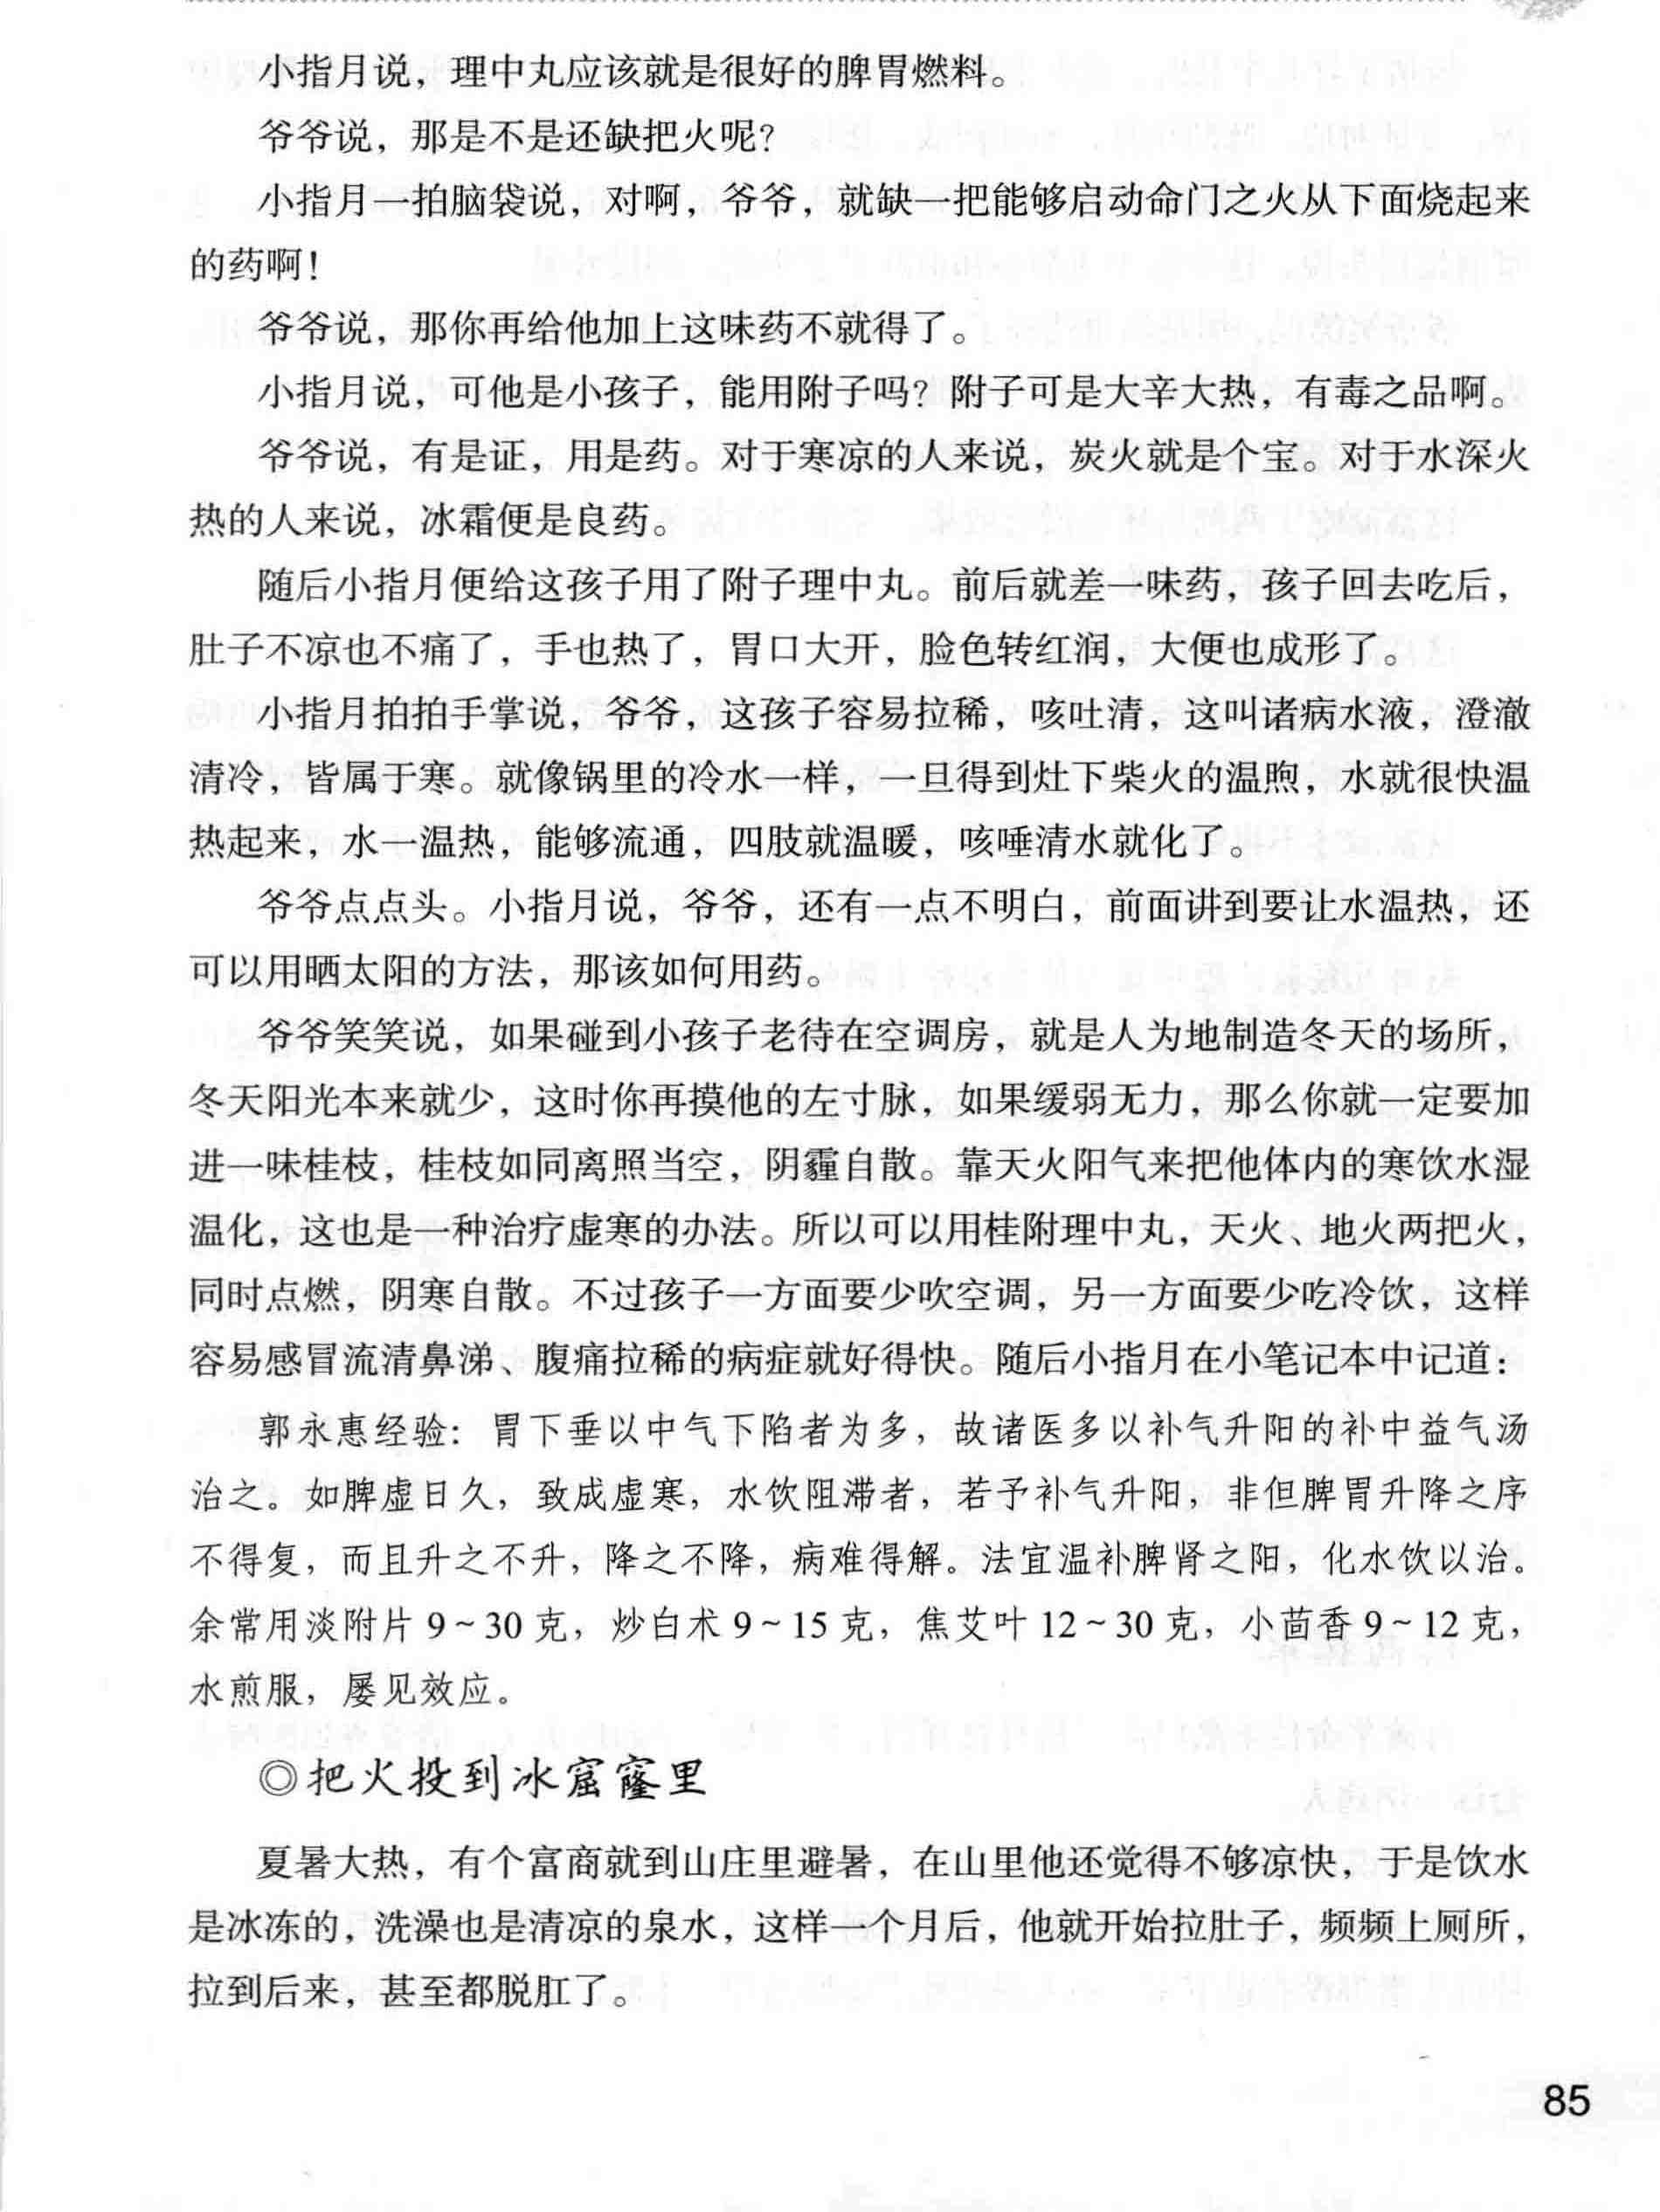 小指月说，理中丸应该就是很好的脾胃燃料。
爷爷说，那是不是还缺把火呢？
小指月一拍脑袋说，对啊，爷爷，就缺一把能够启动命门之火从下面烧起来
的药啊！
爷爷说，那你再给他加上这味药不就得了。
小指月说，可他是小孩子，能用附子吗？附子可是大辛大热，有毒之品啊。
爷爷说，有是证，用是药。对于寒凉的人来说，炭火就是个宝。对于水深火
热的人来说，冰霜便是良药。
随后小指月便给这孩子用了附子理中丸。前后就差一味药，孩子回去吃后，
肚子不凉也不痛了，手也热了，胃口大开，脸色转红润，大便也成形了。
小指月拍拍手掌说，爷爷，这孩子容易拉稀，咳吐清，这叫诸病水液，澄澈
清冷，皆属于寒。就像锅里的冷水一样，一旦得到灶下柴火的温煦，水就很快温
热起来，水一温热，能够流通，四肢就温暖，咳唾清水就化了。
爷爷点点头。小指月说，爷爷，还有一点不明白，前面讲到要让水温热，还
可以用晒太阳的方法，那该如何用药。
爷爷笑笑说，如果碰到小孩子老待在空调房，就是人为地制造冬天的场所，
冬天阳光本来就少，这时你再摸他的左寸脉，如果缓弱无力，那么你就一定要加
进一味桂枝，桂枝如同离照当空，阴霾自散。靠天火阳气来把他体内的寒饮水湿
温化，这也是一种治疗虚寒的办法。所以可以用桂附理中丸，天火、地火两把火，
同时点燃，阴寒自散。不过孩子一方面要少吹空调，另一方面要少吃冷饮，这样
容易感冒流清鼻涕、腹痛拉稀的病症就好得快。随后小指月在小笔记本中记道：
郭永惠经验：胃下垂以中气下陷者为多，故诸医多以补气升阳的补中益气汤
治之。如脾虚日久，致成虚寒，水饮阻滞者，若予补气升阳，非但脾胃升降之序
不得复，而且升之不升，降之不降，病难得解。法宜温补脾肾之阳，化水饮以治。
余常用淡附片 9～30 克，炒白术 9～15 克，焦艾叶 12～30 克，小茴香 9～12 克，
水煎服，屡见效应。
◎把火投到冰窟窿里
夏暑大热，有个富商就到山庄里避暑，在山里他还觉得不够凉快，于是饮水
是冰冻的，洗澡也是清凉的泉水，这样一个月后，他就开始拉肚子，频频上厕所，
拉到后来，甚至都脱肛了。
85